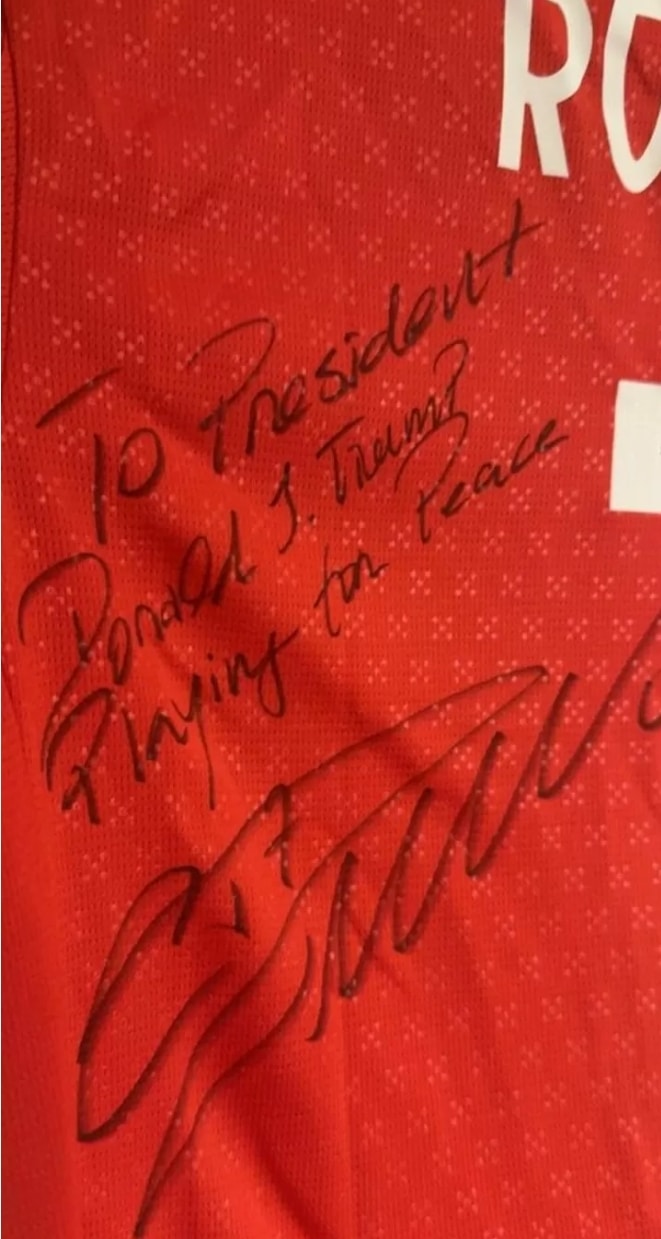 RO
To President
Donald J. Trump
Playing for Peace